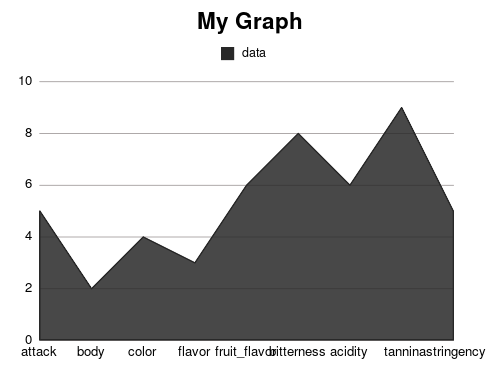 My Graph
data
10
8
6
4
2
0
attack body color flavor fruit_flavor bitterness acidity tannin astringency